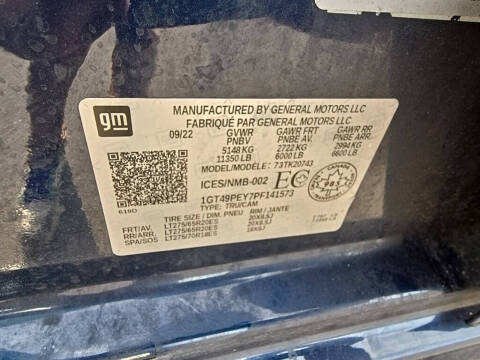 gm
MANUFACTURED BY GENERAL MOTORS LLC
FABRIQUÉ PAR GENERAL MOTORS LLC
09/22 GVWR GAWR FRT GAWR RR
PNBV PNBE AV. PNBE ARR.
5148 KG 2722 KG 2994 KG
11350 LB 6000 LB 6600 LB
MODEL/MODÈLE: 73TK20743
ICES/NMB-002
1GT49PEY7PF141573
TYPE: TRU/CAM
619D
TIRE SIZE / DIM. PNEU RIM / JANTE
FRT/AV. LT275/65R20ES 20X8.5J
RR/ARR. LT275/65R20ES 20X8.5J
SPA/SOS LT275/70R18ES 18X8J